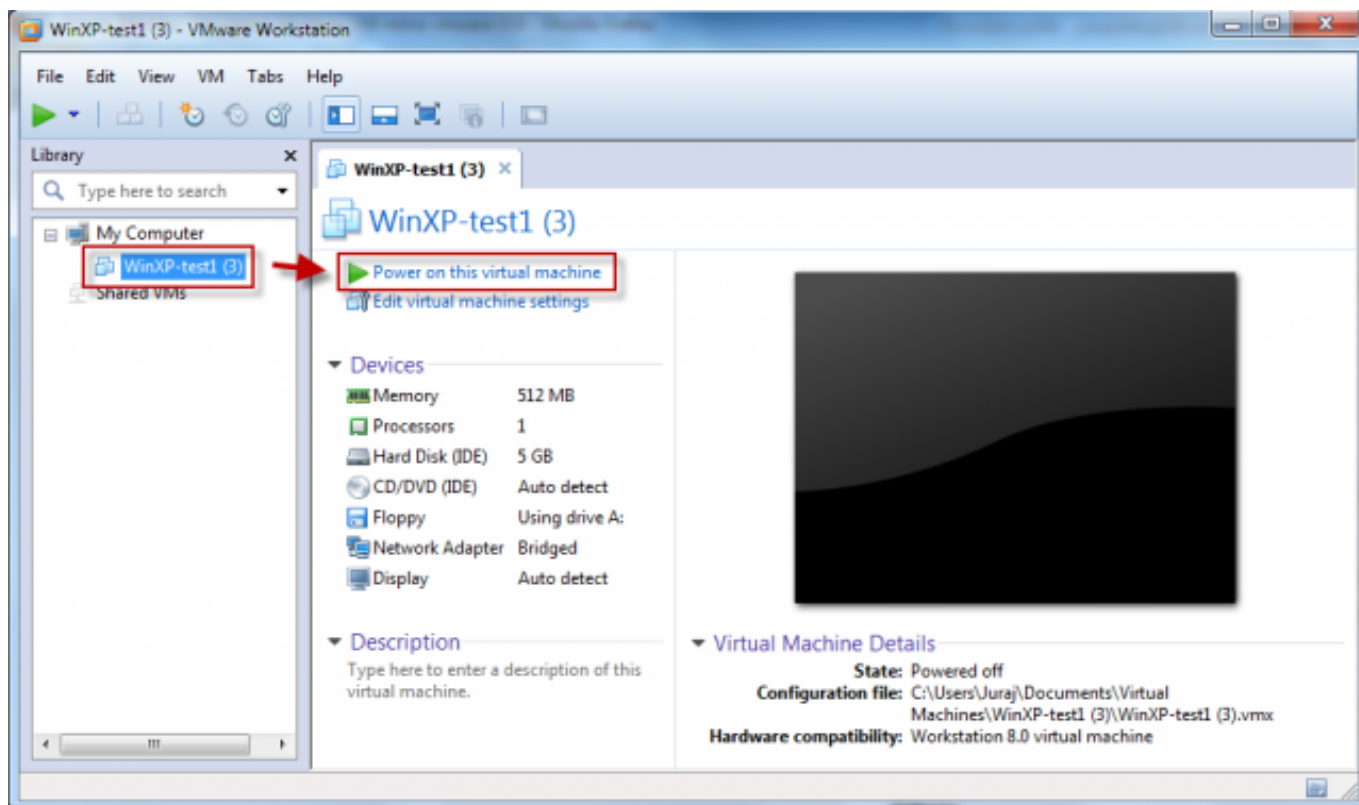 WinXP-test1 (3) - VMware Workstation
File Edit View VM Tabs Help
Library
Type here to search
My Computer
WinXP-test1 (3)
Shared VMs
WinXP-test1 (3)
WinXP-test1 (3)
Power on this virtual machine
Edit virtual machine settings
Devices
Memory 512 MB
Processors 1
Hard Disk (IDE) 5 GB
CD/DVD (IDE) Auto detect
Floppy Using drive A:
Network Adapter Bridged
Display Auto detect
Description
Type here to enter a description of this
virtual machine.
Virtual Machine Details
State: Powered off
Configuration file: C:\Users\Juraj\Documents\Virtual
Machines\WinXP-test1 (3)\WinXP-test1 (3).vmx
Hardware compatibility: Workstation 8.0 virtual machine